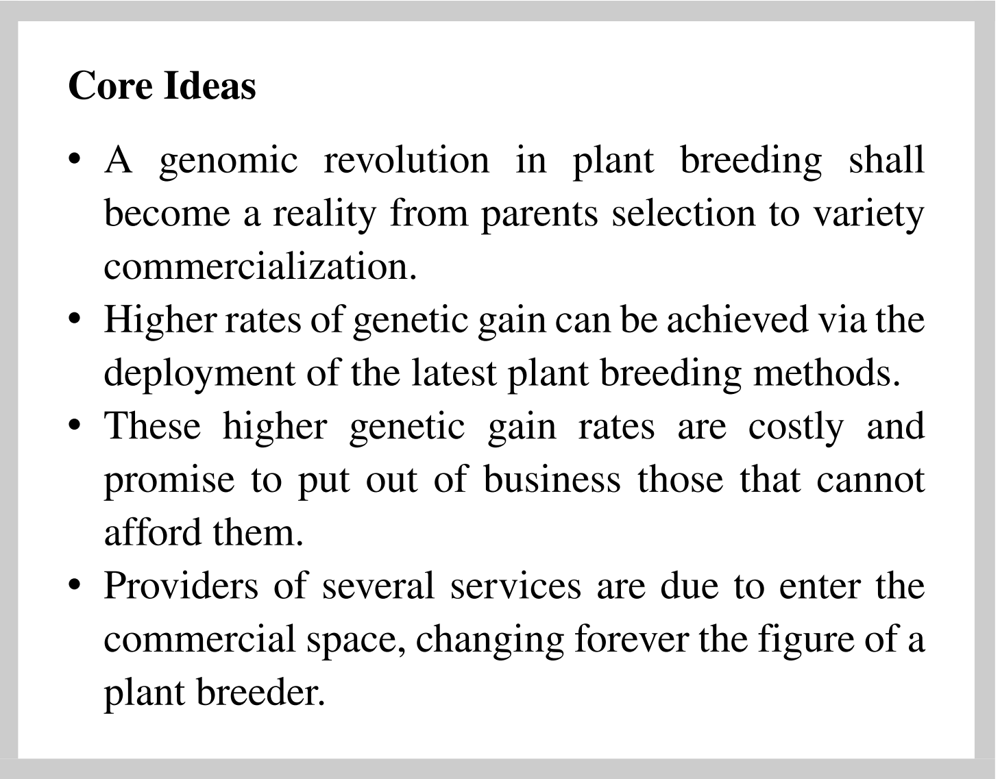 Core Ideas
• A genomic revolution in plant breeding shall
become a reality from parents selection to variety
commercialization.
• Higher rates of genetic gain can be achieved via the
deployment of the latest plant breeding methods.
• These higher genetic gain rates are costly and
promise to put out of business those that cannot
afford them.
• Providers of several services are due to enter the
commercial space, changing forever the figure of a
plant breeder.